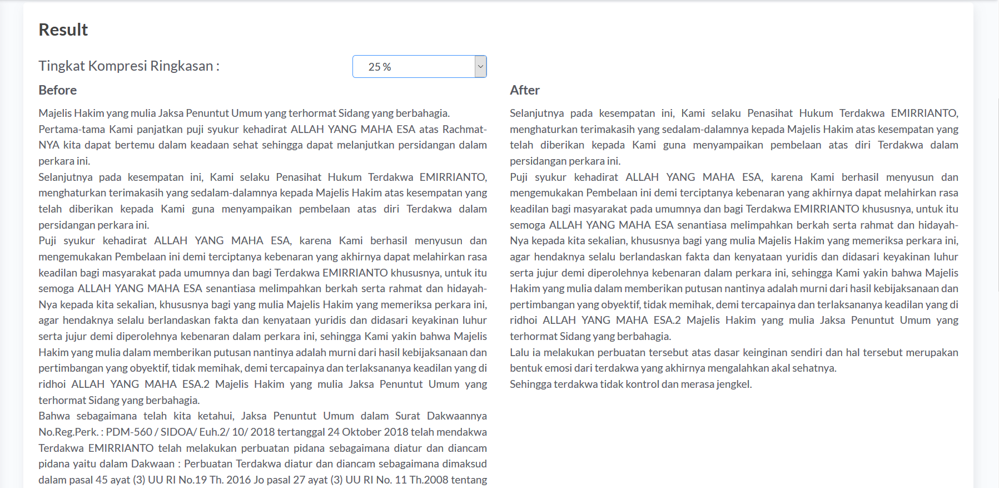 Result
Tingkat Kompresi Ringkasan :
25 %
Before
Majelis Hakim yang mulia Jaksa Penuntut Umum yang terhormat Sidang yang berbahagia.
Pertama-tama Kami panjatkan puji syukur kehadirat ALLAH YANG MAHA ESA atas Rachmat-
NYA kita dapat bertemu dalam keadaan sehat sehingga dapat melanjutkan persidangan dalam
perkara ini.
Selanjutnya pada kesempatan ini, Kami selaku Penasihat Hukum Terdakwa EMIRRIANTO,
menghaturkan terimakasih yang sedalam-dalamnya kepada Majelis Hakim atas kesempatan yang
telah diberikan kepada Kami guna menyampaikan pembelaan atas diri Terdakwa dalam
persidangan perkara ini.
Puji syukur kehadirat ALLAH YANG MAHA ESA, karena Kami berhasil menyusun dan
mengemukakan Pembelaan ini demi terciptanya kebenaran yang akhirnya dapat melahirkan rasa
keadilan bagi masyarakat pada umumnya dan bagi Terdakwa EMIRRIANTO khususnya, untuk itu
semoga ALLAH YANG MAHA ESA senantiasa melimpahkan berkah serta rahmat dan hidayah-
Nya kepada kita sekalian, khususnya bagi yang mulia Majelis Hakim yang memeriksa perkara ini,
agar hendaknya selalu berlandaskan fakta dan kenyataan yuridis dan didasari keyakinan luhur
serta jujur demi diperolehnya kebenaran dalam perkara ini, sehingga Kami yakin bahwa Majelis
Hakim yang mulia dalam memberikan putusan nantinya adalah murni dari hasil kebijaksanaan dan
pertimbangan yang obyektif, tidak memihak, demi tercapainya dan terlaksananya keadilan yang di
ridhoi ALLAH YANG MAHA ESA.2 Majelis Hakim yang mulia Jaksa Penuntut Umum yang
terhormat Sidang yang berbahagia.
Bahwa sebagaimana telah kita ketahui, Jaksa Penuntut Umum dalam Surat Dakwaannya
No.Reg.Perk. : PDM-560 / SIDOA/ Euh.2/ 10/ 2018 tertanggal 24 Oktober 2018 telah mendakwa
Terdakwa EMIRRIANTO telah melakukan perbuatan pidana sebagaimana diatur dan diancam
pidana yaitu dalam Dakwaan : Perbuatan Terdakwa diatur dan diancam sebagaimana dimaksud
dalam pasal 45 ayat (3) UU RI No.19 Th. 2016 Jo pasal 27 ayat (3) UU RI No. 11 Th.2008 tentang
After
Selanjutnya pada kesempatan ini, Kami selaku Penasihat Hukum Terdakwa EMIRRIANTO,
menghaturkan terimakasih yang sedalam-dalamnya kepada Majelis Hakim atas kesempatan yang
telah diberikan kepada Kami guna menyampaikan pembelaan atas diri Terdakwa dalam
persidangan perkara ini.
Puji syukur kehadirat ALLAH YANG MAHA ESA, karena Kami berhasil menyusun dan
mengemukakan Pembelaan ini demi terciptanya kebenaran yang akhirnya dapat melahirkan rasa
keadilan bagi masyarakat pada umumnya dan bagi Terdakwa EMIRRIANTO khususnya, untuk itu
semoga ALLAH YANG MAHA ESA senantiasa melimpahkan berkah serta rahmat dan hidayah-
Nya kepada kita sekalian, khususnya bagi yang mulia Majelis Hakim yang memeriksa perkara ini,
agar hendaknya selalu berlandaskan fakta dan kenyataan yuridis dan didasari keyakinan luhur
serta jujur demi diperolehnya kebenaran dalam perkara ini, sehingga Kami yakin bahwa Majelis
Hakim yang mulia dalam memberikan putusan nantinya adalah murni dari hasil kebijaksanaan dan
pertimbangan yang obyektif, tidak memihak, demi tercapainya dan terlaksananya keadilan yang di
ridhoi ALLAH YANG MAHA ESA.2 Majelis Hakim yang mulia Jaksa Penuntut Umum yang
terhormat Sidang yang berbahagia.
Lalu ia melakukan perbuatan tersebut atas dasar keinginan sendiri dan hal tersebut merupakan
bentuk emosi dari terdakwa yang akhirnya mengalahkan akal sehatnya.
Sehingga terdakwa tidak kontrol dan merasa jengkel.